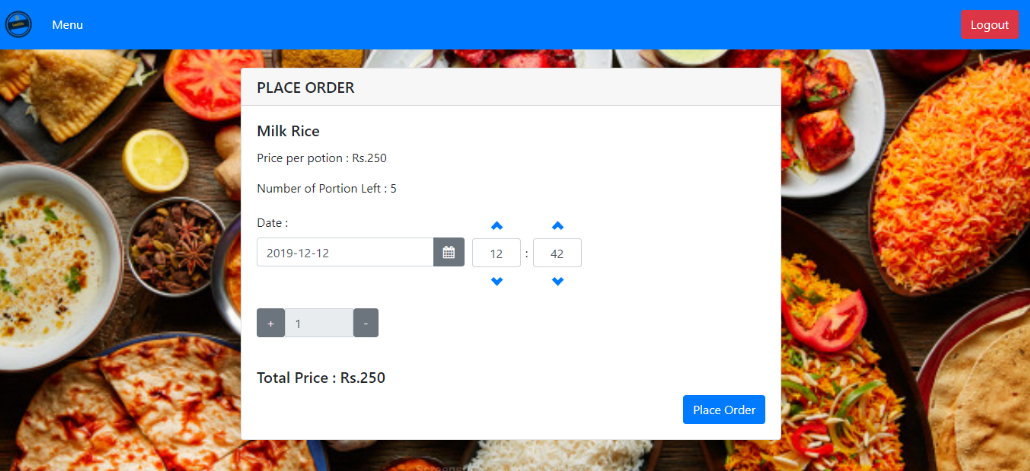 Menu
Logout
PLACE ORDER
Milk Rice
Price per potion : Rs.250
Number of Portion Left : 5
Date :
2019-12-12
12 : 42
+ 1 -
Total Price : Rs.250
Place Order